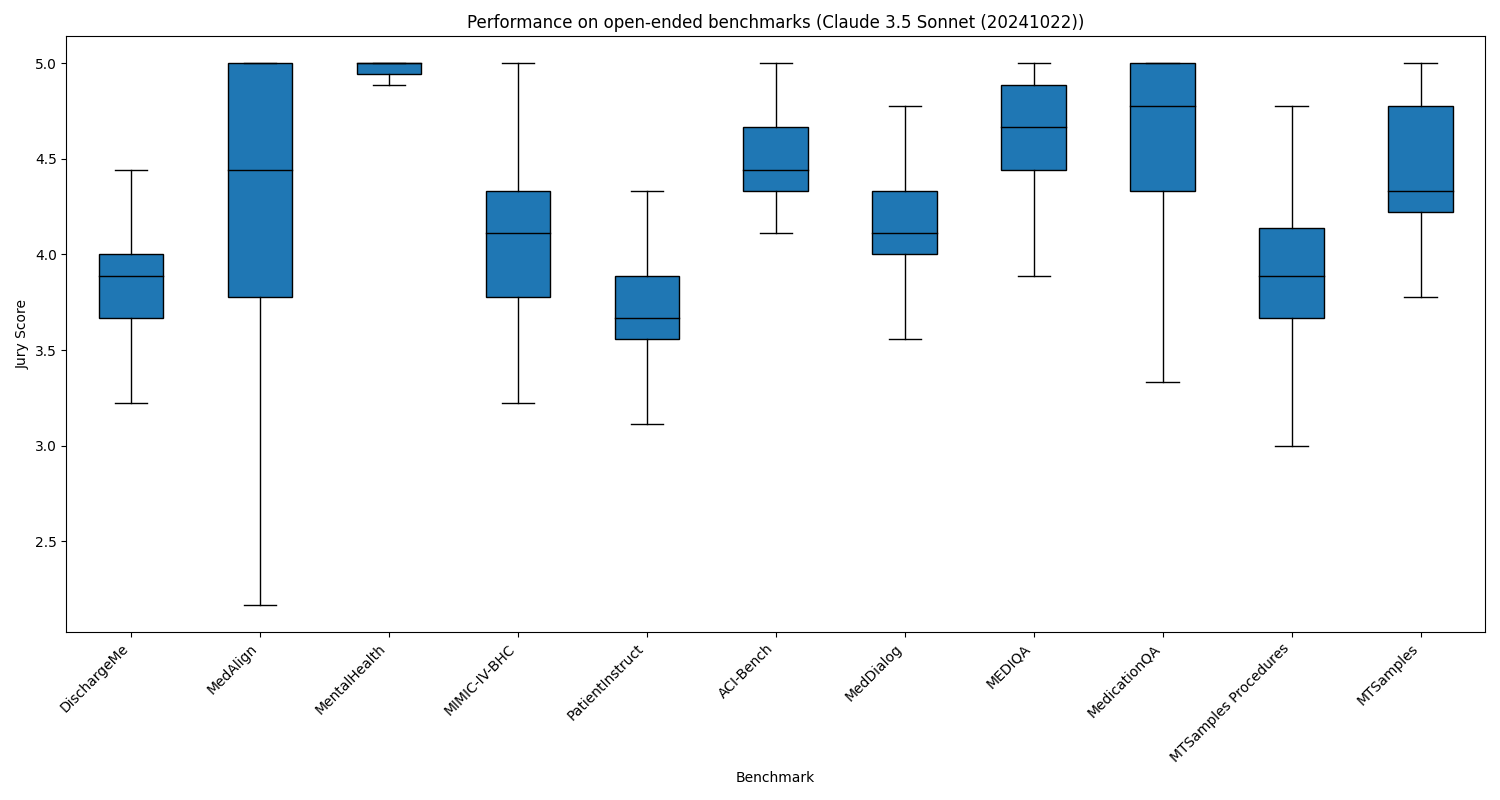 Performance on open-ended benchmarks (Claude 3.5 Sonnet (20241022))
5.0
4.5
4.0
3.5
3.0
2.5
Jury Score
DischargeMe
MedAlign
MentalHealth
MIMIC-IV-BHC
PatientInstruct
ACI-Bench
MedDialog
MEDIQA
MedicationQA
MTSamples Procedures
MTSamples
Benchmark